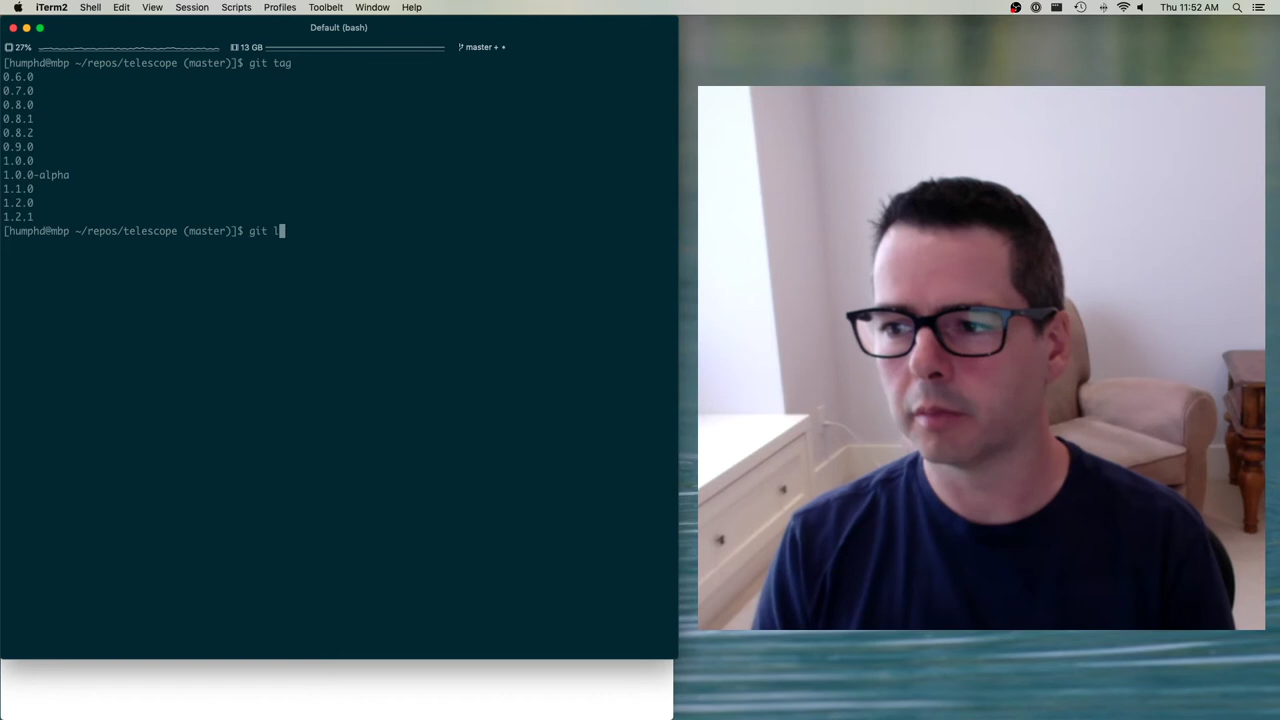 iTerm2 Shell Edit View Session Scripts Profiles Toolbelt Window Help Thu 11:52 AM
Default (bash)
27% 13 GB master + •
[humphd@mbp ~/repos/telescope (master)]$ git tag
0.6.0
0.7.0
0.8.0
0.8.1
0.8.2
0.9.0
1.0.0
1.0.0-alpha
1.1.0
1.2.0
1.2.1
[humphd@mbp ~/repos/telescope (master)]$ git l